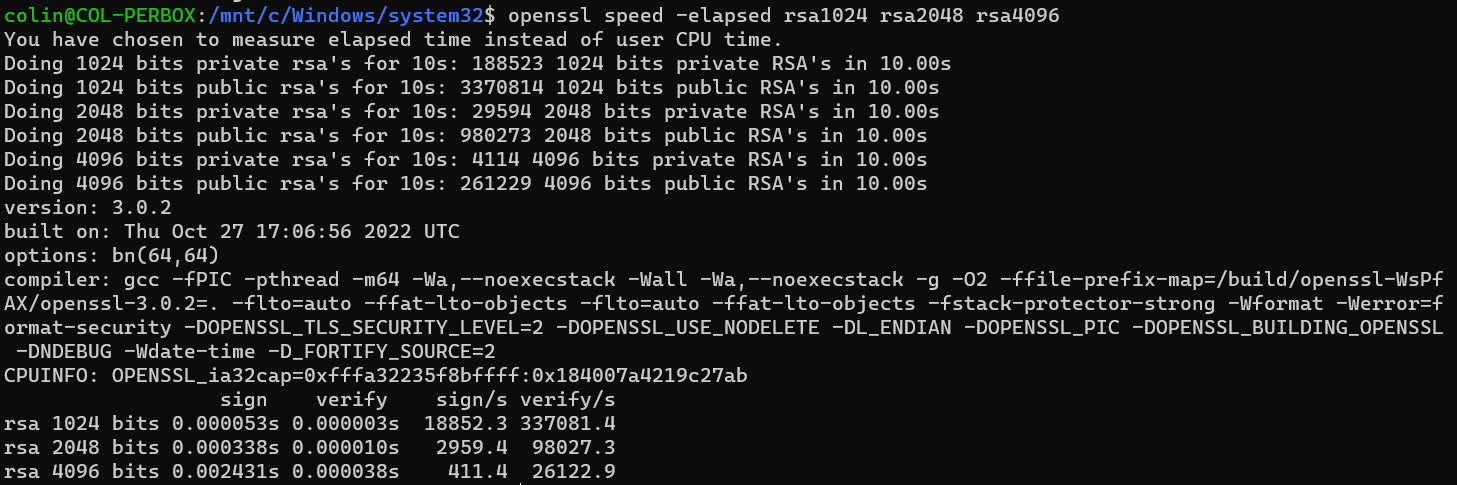 colin@COL-PERBOX:/mnt/c/Windows/system32$ openssl speed -elapsed rsa1024 rsa2048 rsa4096
You have chosen to measure elapsed time instead of user CPU time.
Doing 1024 bits private rsa's for 10s: 188523 1024 bits private RSA's in 10.00s
Doing 1024 bits public rsa's for 10s: 3370814 1024 bits public RSA's in 10.00s
Doing 2048 bits private rsa's for 10s: 29594 2048 bits private RSA's in 10.00s
Doing 2048 bits public rsa's for 10s: 980273 2048 bits public RSA's in 10.00s
Doing 4096 bits private rsa's for 10s: 4114 4096 bits private RSA's in 10.00s
Doing 4096 bits public rsa's for 10s: 261229 4096 bits public RSA's in 10.00s
version: 3.0.2
built on: Thu Oct 27 17:06:56 2022 UTC
options: bn(64,64)
compiler: gcc -fPIC -pthread -m64 -Wa,--noexecstack -Wall -Wa,--noexecstack -g -O2 -ffile-prefix-map=/build/openssl-WsPf
AX/openssl-3.0.2=. -flto=auto -ffat-lto-objects -flto=auto -ffat-lto-objects -fstack-protector-strong -Wformat -Werror=f
ormat-security -DOPENSSL_TLS_SECURITY_LEVEL=2 -DOPENSSL_USE_NODELETE -DL_ENDIAN -DOPENSSL_PIC -DOPENSSL_BUILDING_OPENSSL
 -DNDEBUG -Wdate-time -D_FORTIFY_SOURCE=2
CPUINFO: OPENSSL_ia32cap=0xfffa32235f8bffff:0x184007a4219c27ab
                  sign    verify    sign/s verify/s
rsa 1024 bits 0.000053s 0.000003s  18852.3 337081.4
rsa 2048 bits 0.000338s 0.000010s   2959.4  98027.3
rsa 4096 bits 0.002431s 0.000038s    411.4  26122.9